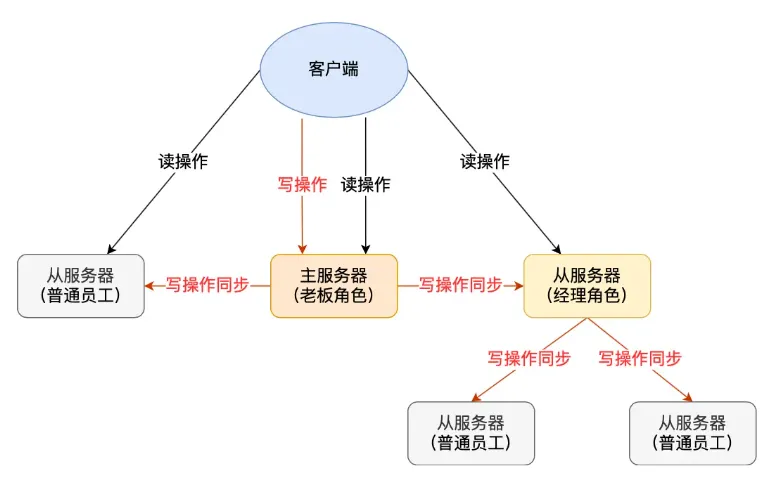 客户端
读操作
写操作
读操作
读操作
从服务器
（普通员工）
写操作同步
主服务器
（老板角色）
写操作同步
从服务器
（经理角色）
写操作同步
写操作同步
从服务器
（普通员工）
从服务器
（普通员工）